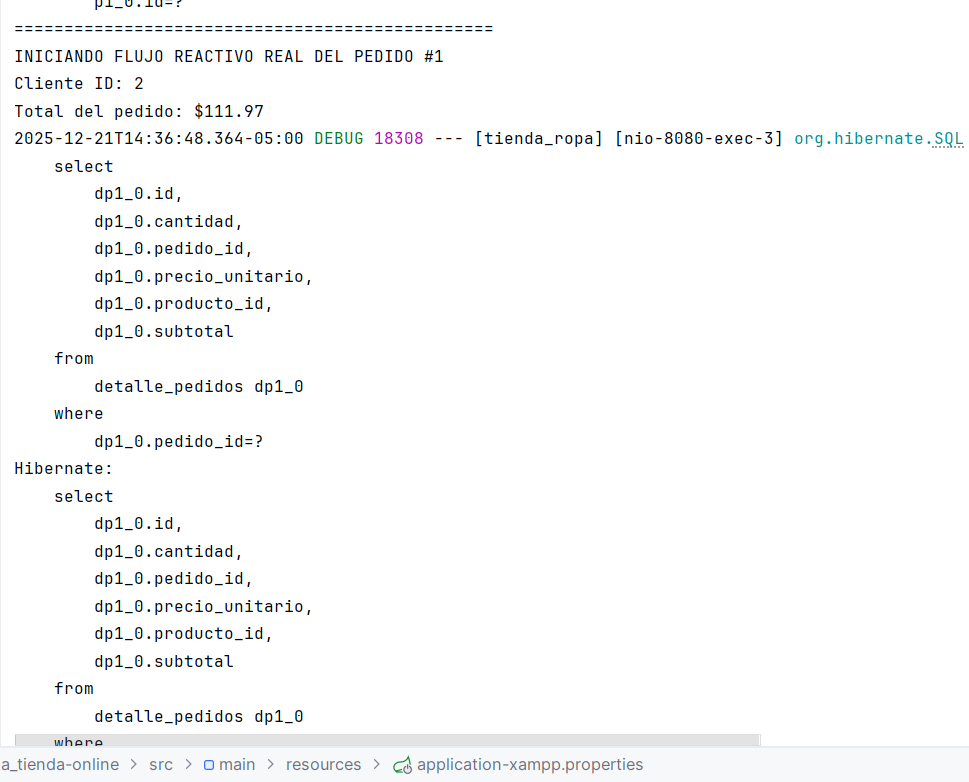 p1_0.id=?
================================================
INICIANDO FLUJO REACTIVO REAL DEL PEDIDO #1
Cliente ID: 2
Total del pedido: $111.97
2025-12-21T14:36:48.364-05:00 DEBUG 18308 --- [tienda_ropa] [nio-8080-exec-3] org.hibernate.SQL
select
dp1_0.id,
dp1_0.cantidad,
dp1_0.pedido_id,
dp1_0.precio_unitario,
dp1_0.producto_id,
dp1_0.subtotal
from
detalle_pedidos dp1_0
where
dp1_0.pedido_id=?
Hibernate:
select
dp1_0.id,
dp1_0.cantidad,
dp1_0.pedido_id,
dp1_0.precio_unitario,
dp1_0.producto_id,
dp1_0.subtotal
from
detalle_pedidos dp1_0
where
a_tienda-online > src > main > resources > application-xampp.properties